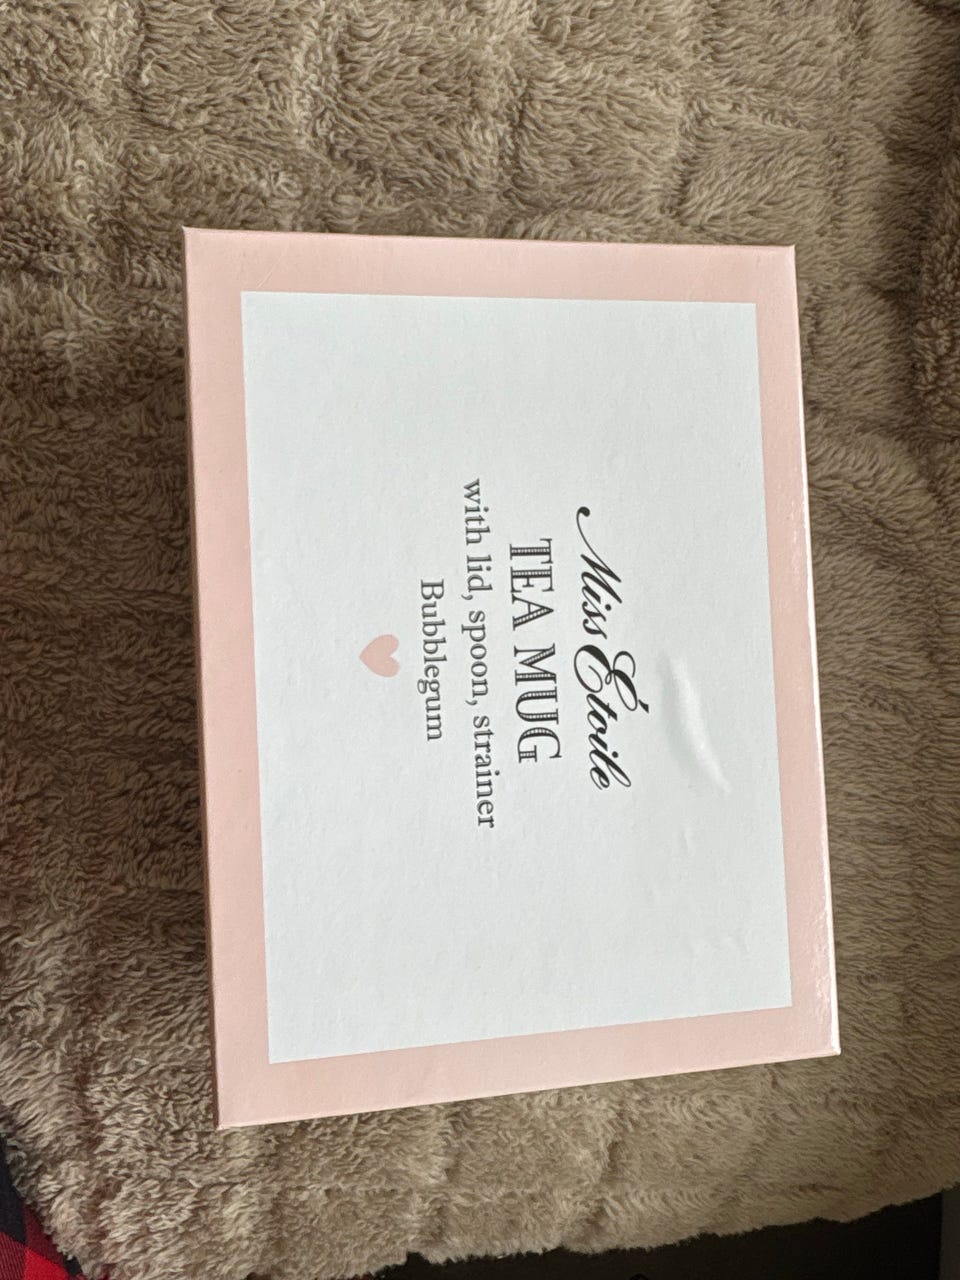 Miss Étoile
TEA MUG
with lid, spoon, strainer
Bubblegum